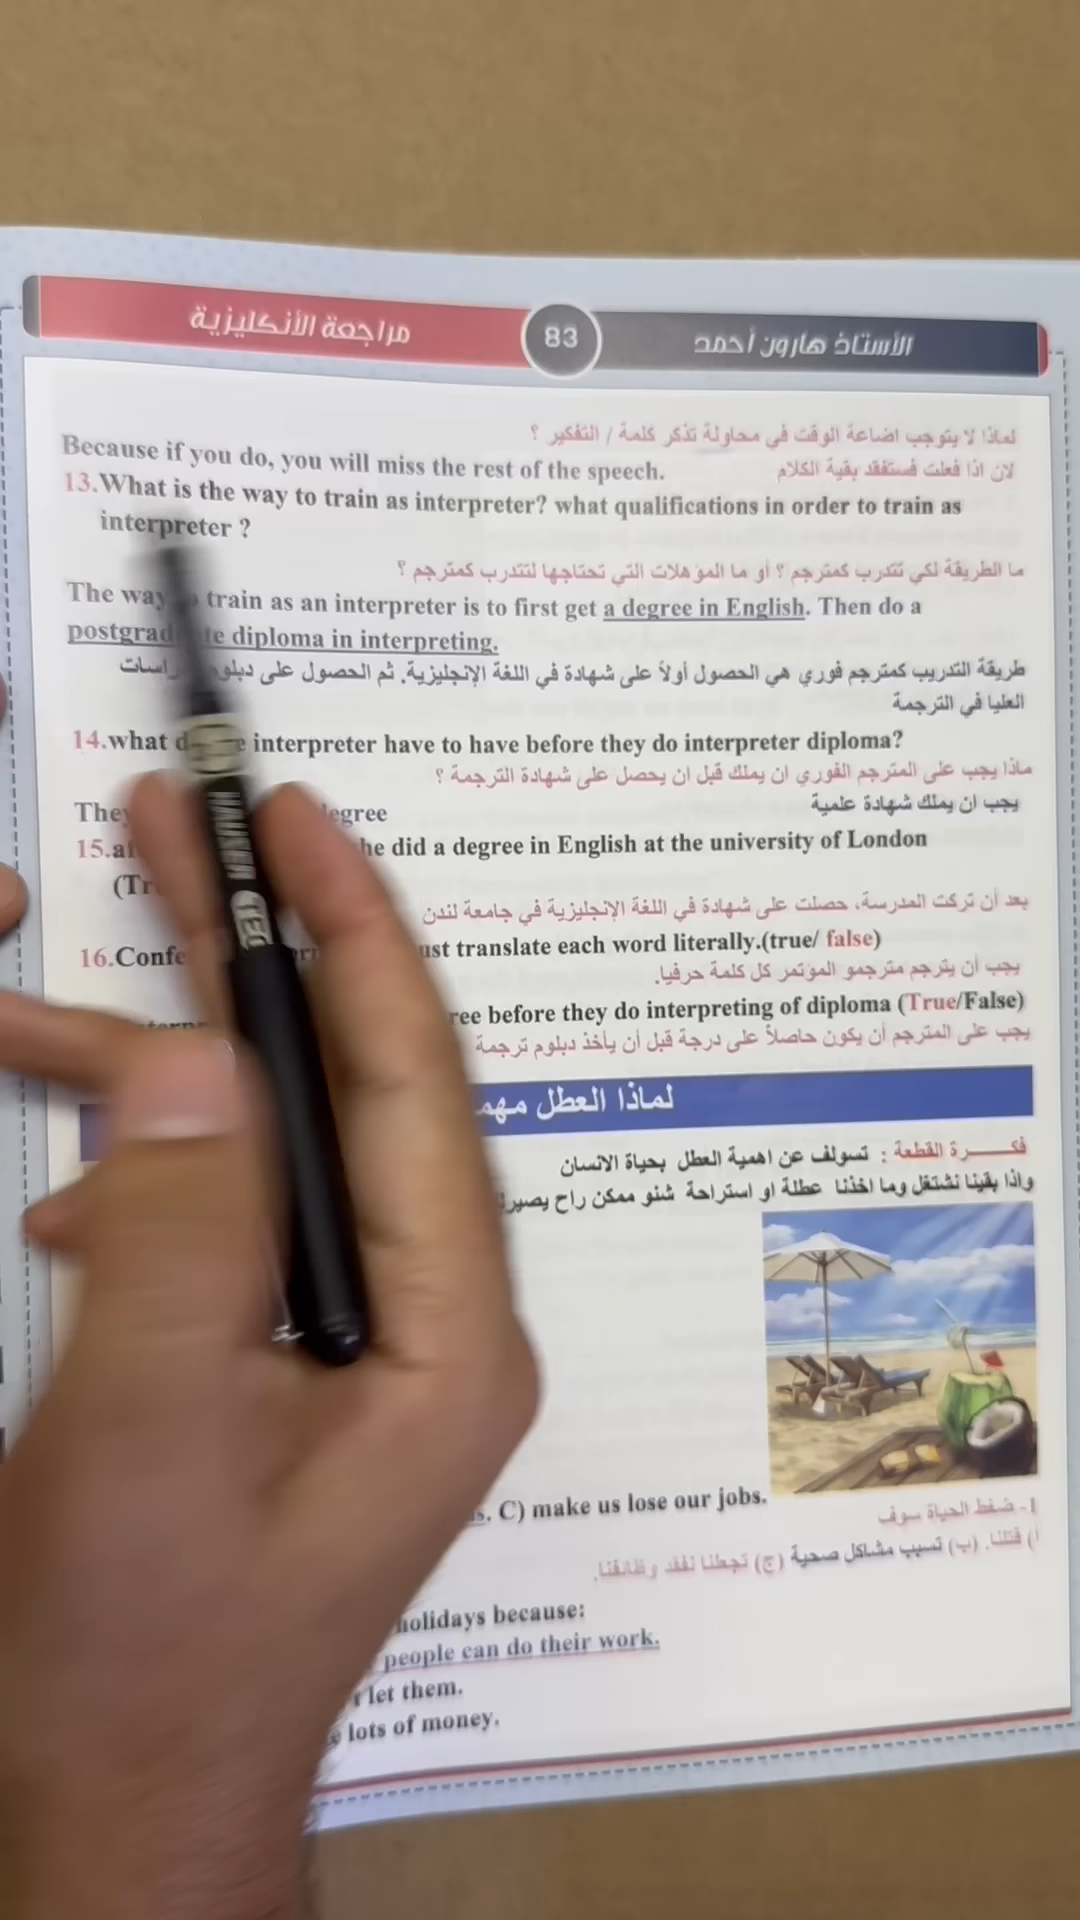 مراجعة الأنكليزية
83
الأستاذ هارون أحمد
لماذا لا يتوجب اضاعة الوقت في محاولة تذكر كلمة / التفكير ؟
Because if you do, you will miss the rest of the speech.
لان اذا فعلت فستفقد بقية الكلام
13.What is the way to train as interpreter? what qualifications in order to train as
interpreter ?
ما الطريقة لكي تتدرب كمترجم ؟ أو ما المؤهلات التي تحتاجها لتتدرب كمترجم ؟
The way train as an interpreter is to first get a degree in English. Then do a
diploma in interpreting.
طريقة التدريب كمترجم فوري هي الحصول أولاً على شهادة في اللغة الإنجليزية. ثم الحصول على
العليا في الترجمة
14.what interpreter have to have before they do interpreter diploma?
ماذا يجب على المترجم الفوري ان يملك قبل ان يحصل على شهادة الترجمة ؟
They
يجب ان يملك شهادة علمية
15. he did a degree in English at the university of London
بعد أن تركت المدرسة، حصلت على شهادة في اللغة الإنجليزية في جامعة لندن
16. translate each word literally.(true/ false)
يجب أن يترجم مترجمو المؤتمر كل كلمة حرفيا.
before they do interpreting of diploma (True/False)
يجب على المترجم أن يكون حاصلاً على درجة قبل أن يأخذ دبلوم ترجمة
لماذا العطل
فكـــرة القطعة : تسولف عن اهمية العطل بحياة الانسان
واذا بقينا نشتغل وما اخذنا عطلة او استراحة شنو ممكن راح
C) make us lose our jobs.
1- ضغط الحياة سوف
أ) قتلنا. (ب) تسبب مشاكل صحية (ج) تجعلنا نفقد وظائفنا.
holidays because:
people can do their work.
let them.
lots of money.
HAUSER